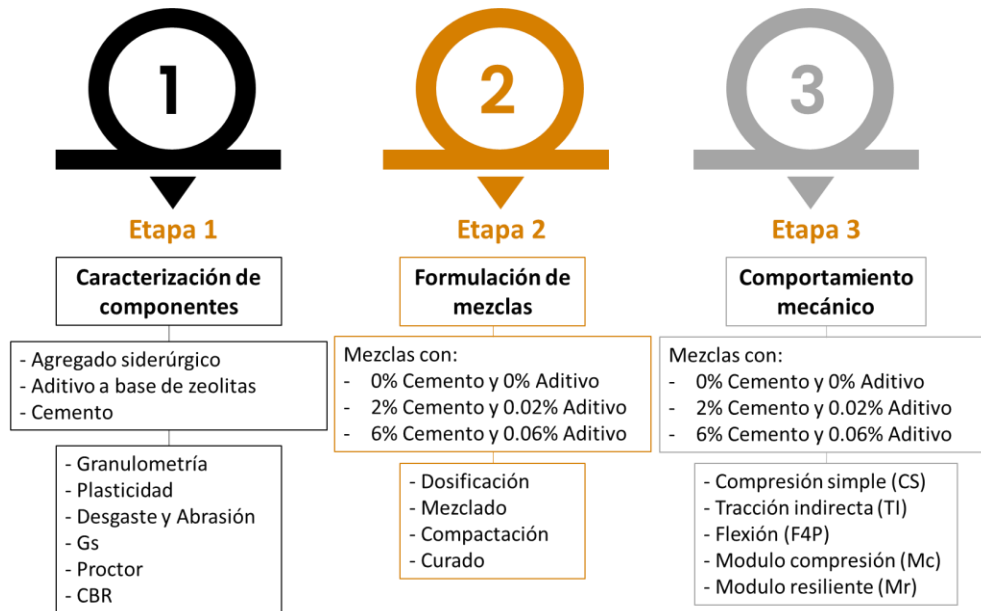 1
Etapa 1
Caracterización de
componentes
- Agregado siderúrgico
- Aditivo a base de zeolitas
- Cemento
- Granulometría
- Plasticidad
- Desgaste y Abrasión
- Gs
- Proctor
- CBR
2
Etapa 2
Formulación de
mezclas
Mezclas con:
- 0% Cemento y 0% Aditivo
- 2% Cemento y 0.02% Aditivo
- 6% Cemento y 0.06% Aditivo
- Dosificación
- Mezclado
- Compactación
- Curado
3
Etapa 3
Comportamiento
mecánico
Mezclas con:
- 0% Cemento y 0% Aditivo
- 2% Cemento y 0.02% Aditivo
- 6% Cemento y 0.06% Aditivo
- Compresión simple (CS)
- Tracción indirecta (TI)
- Flexión (F4P)
- Modulo compresión (Mc)
- Modulo resiliente (Mr)